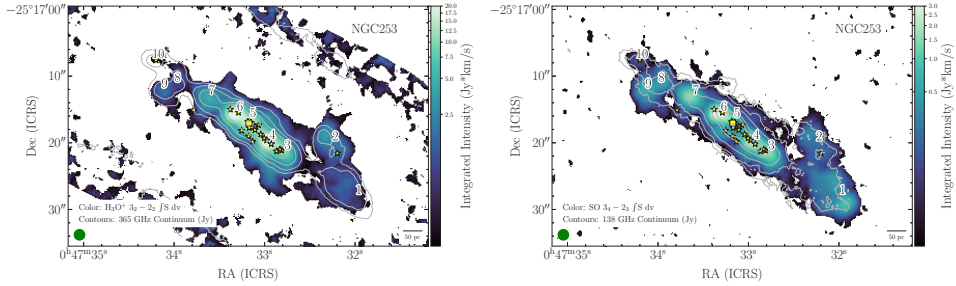 −25°17′00″
10″
20″
30″
Dec (ICRS)
NGC253
10
9
8
7
6
5
4
3
2
1
Color: H₃O⁺ 3₂ − 2₂ ∫S dv
Contours: 365 GHz Continuum (Jy)
50 pc
0ʰ47ᵐ35ˢ
34ˢ
33ˢ
32ˢ
RA (ICRS)
20.0
17.5
15.0
12.5
10.0
7.5
5.0
2.5
Integrated Intensity (Jy*km/s)
−25°17′00″
10″
20″
30″
Dec (ICRS)
NGC253
10
9
8
7
6
5
4
3
2
1
Color: SO 3₄ − 2₃ ∫S dv
Contours: 138 GHz Continuum (Jy)
50 pc
0ʰ47ᵐ35ˢ
34ˢ
33ˢ
32ˢ
RA (ICRS)
3.0
2.5
2.0
1.5
1.0
0.5
Integrated Intensity (Jy*km/s)